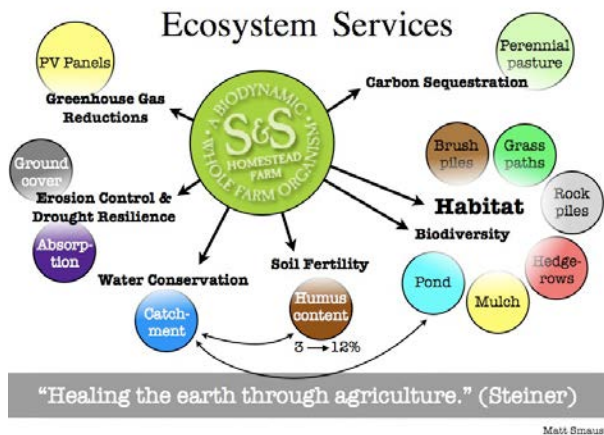 Ecosystem Services
PV Panels
Greenhouse Gas
Reductions
A BIODYNAMIC
S&S
HOMESTEAD
FARM
WHOLE FARM ORGANISM
Carbon Sequestration
Perennial
pasture
Ground
cover
Erosion Control &
Drought Resilience
Absorp-
tion
Brush
piles
Grass
paths
Habitat
Rock
piles
Biodiversity
Hedge-
rows
Water Conservation
Catch-
ment
Soil Fertility
Humus
content
3 → 12%
Pond
Mulch
“Healing the earth through agriculture.” (Steiner)
Matt Smaus